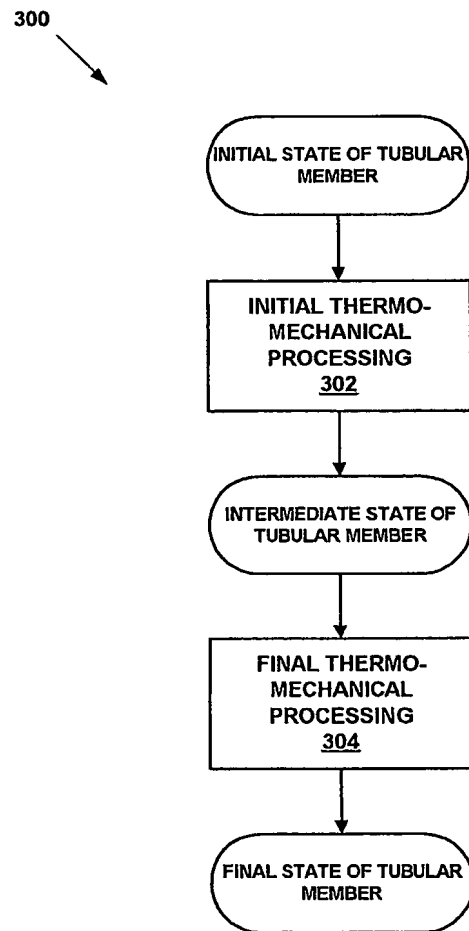 300
INITIAL STATE OF TUBULAR
MEMBER
INITIAL THERMO-
MECHANICAL
PROCESSING
302
INTERMEDIATE STATE OF
TUBULAR MEMBER
FINAL THERMO-
MECHANICAL
PROCESSING
304
FINAL STATE OF TUBULAR
MEMBER